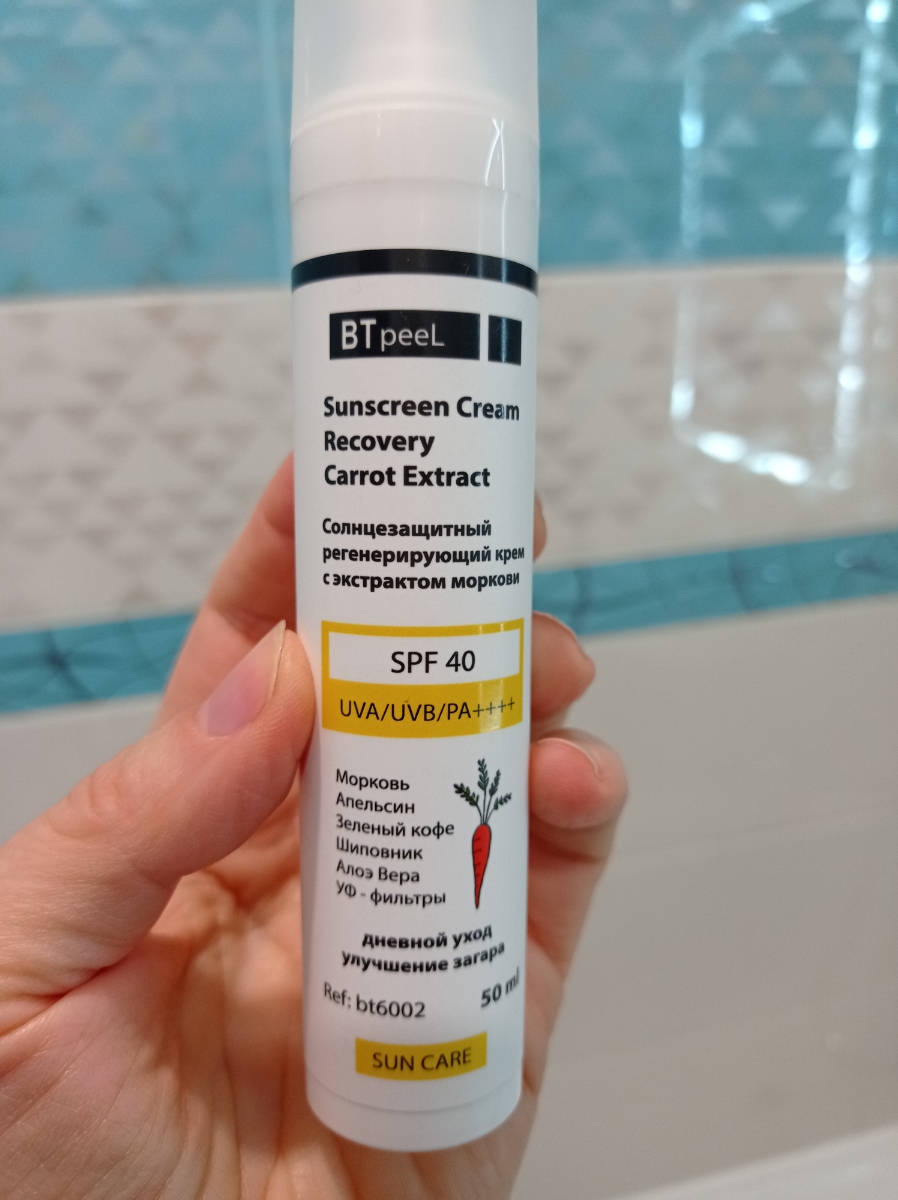 BTpeeL
Sunscreen Cream
Recovery
Carrot Extract
Солнцезащитный
регенерирующий крем
с экстрактом моркови
SPF 40
UVA/UVB/PA++++
Морковь
Апельсин
Зеленый кофе
Шиповник
Алоэ Вера
УФ - фильтры
дневной уход
улучшение загара
Ref: bt6002 50 ml
SUN CARE